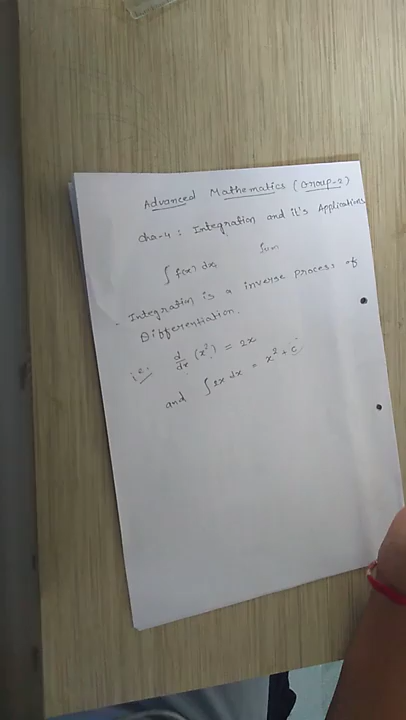 Advanced Mathematics (Group-2)
Cha-4 : Integration and it's Applications
∫ f(x) dx
- Integration is a inverse process of
Differentiation.
i.e. d/dx (x²) = 2x
and ∫ 2x dx = x² + c